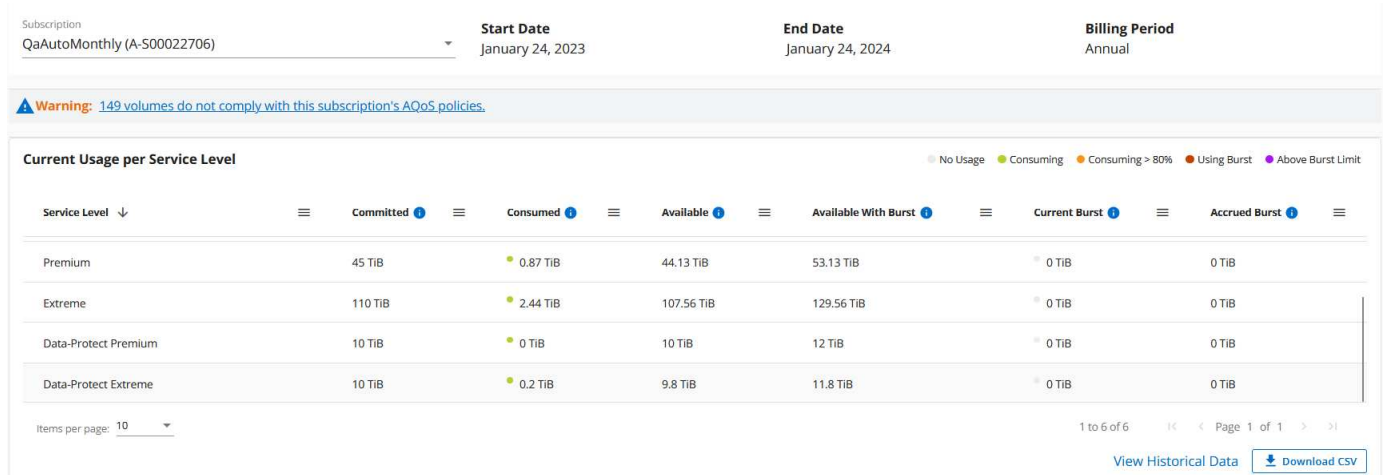 Subscription
QaAutoMonthly (A-S00022706)
Start Date
January 24, 2023
End Date
January 24, 2024
Billing Period
Annual
Warning: 149 volumes do not comply with this subscription's AQoS policies.
Current Usage per Service Level
No Usage Consuming Consuming > 80% Using Burst Above Burst Limit
Service Level Committed Consumed Available Available With Burst Current Burst Accrued Burst
Premium 45 TiB 0.87 TiB 44.13 TiB 53.13 TiB 0 TiB 0 TiB
Extreme 110 TiB 2.44 TiB 107.56 TiB 129.56 TiB 0 TiB 0 TiB
Data-Protect Premium 10 TiB 0 TiB 10 TiB 12 TiB 0 TiB 0 TiB
Data-Protect Extreme 10 TiB 0.2 TiB 9.8 TiB 11.8 TiB 0 TiB 0 TiB
Items per page: 10 1 to 6 of 6 Page 1 of 1
View Historical Data Download CSV